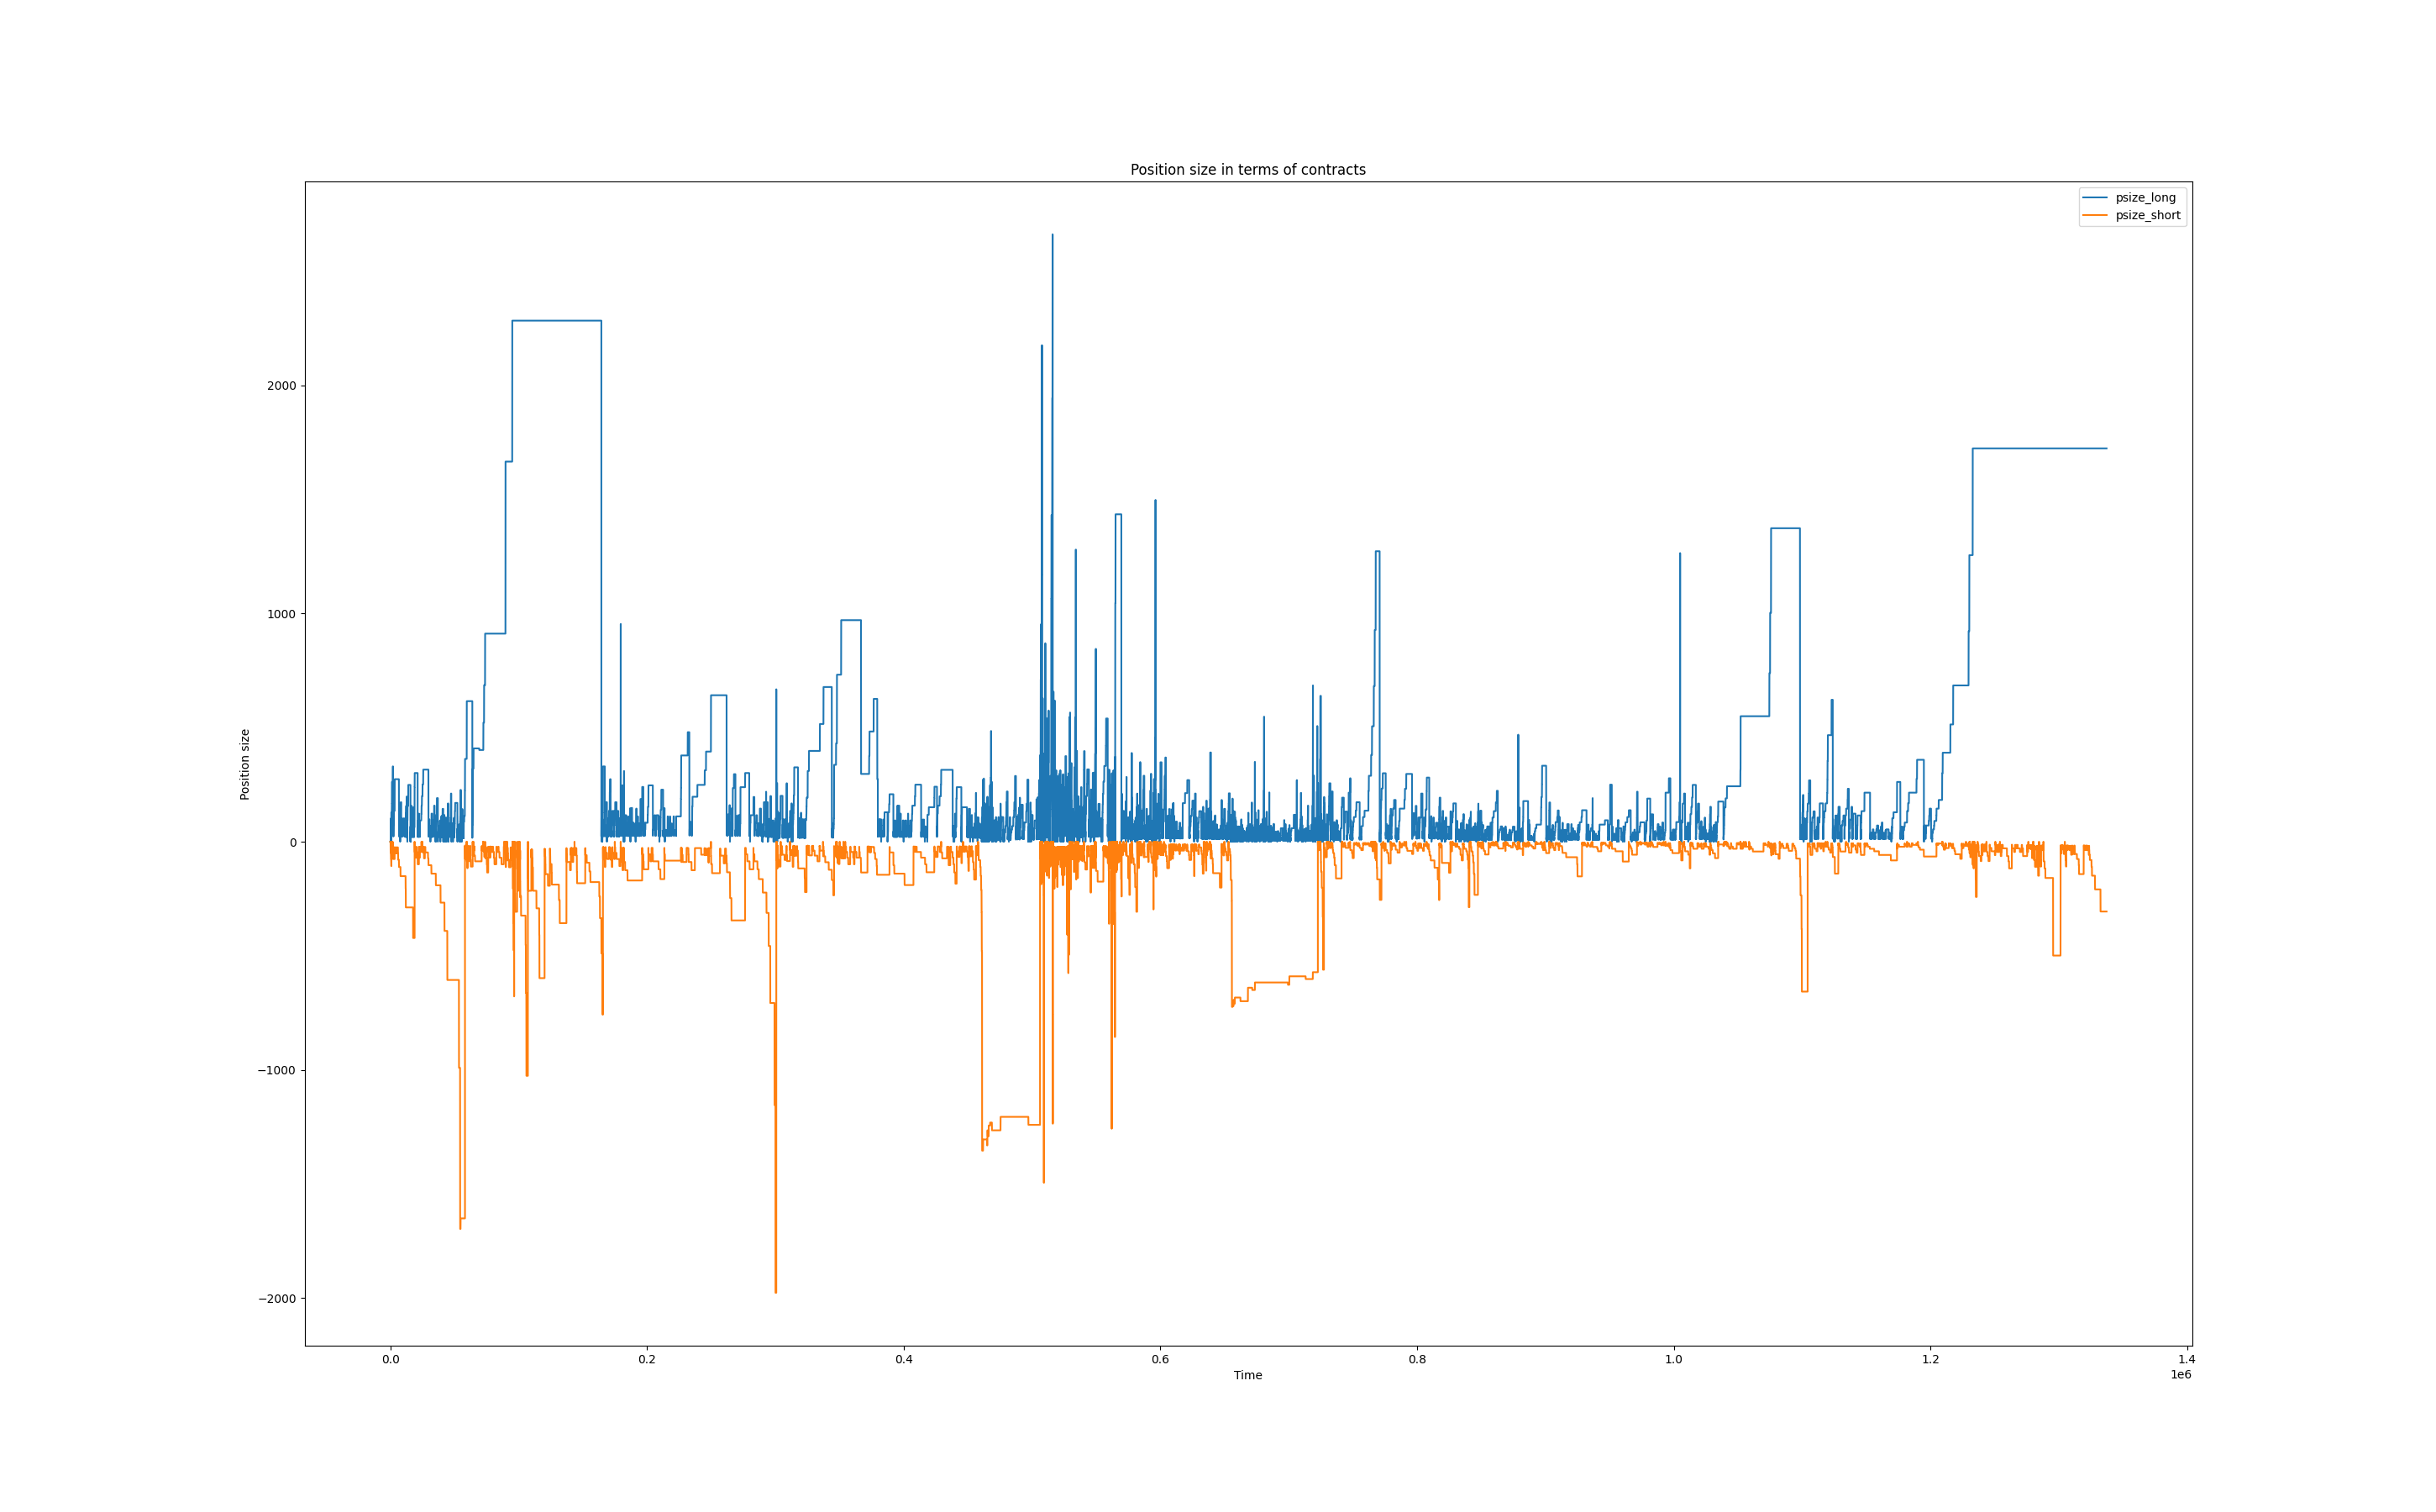 Position size in terms of contracts
psize_long
psize_short
Position size
2000
1000
0
−1000
−2000
0.0
0.2
0.4
0.6
0.8
1.0
1.2
1.4
Time
1e6